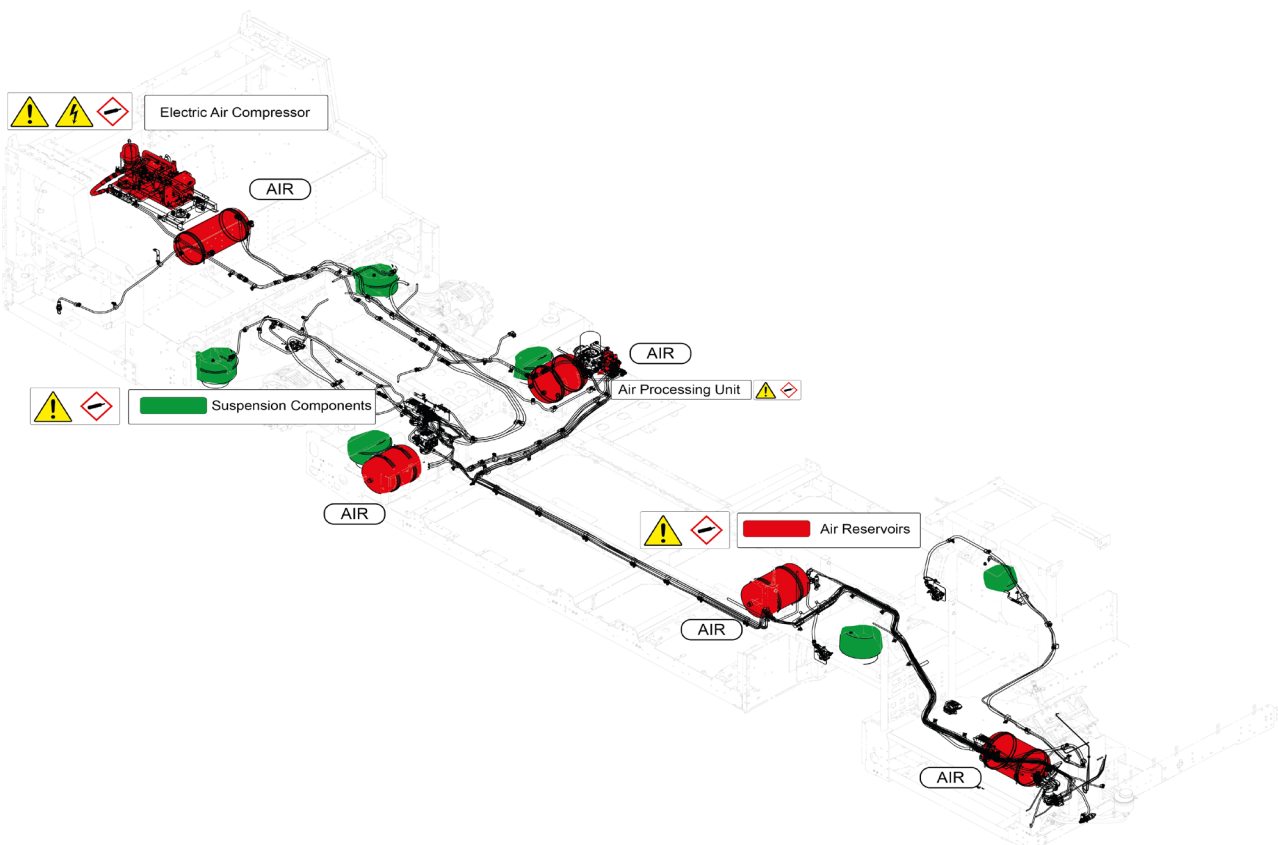 Electric Air Compressor
AIR
AIR
Air Processing Unit
Suspension Components
AIR
Air Reservoirs
AIR
AIR